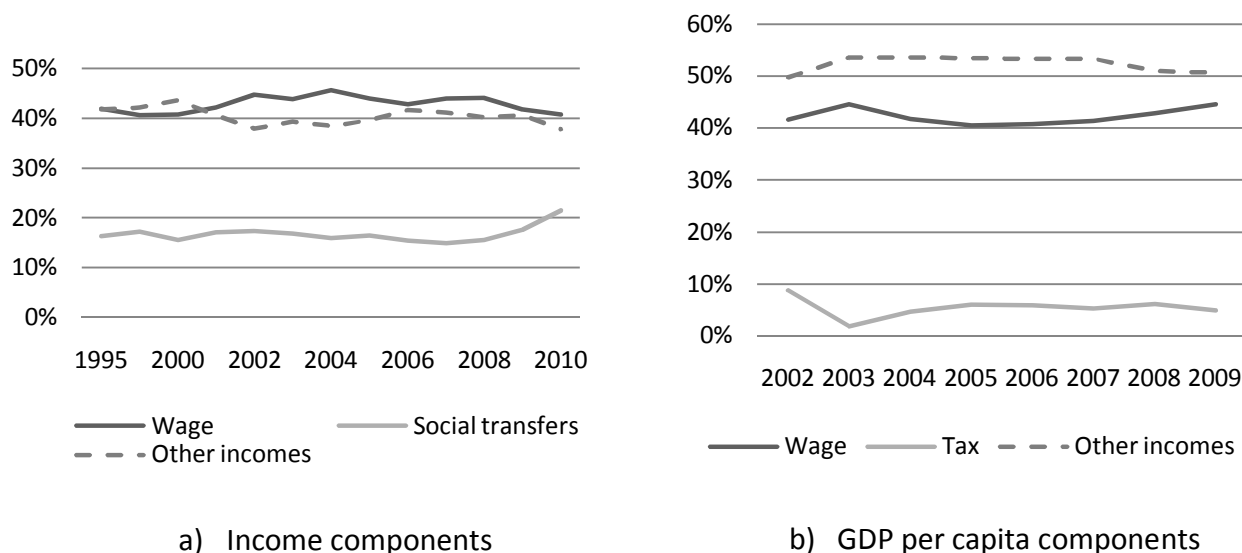 50%
40%
30%
20%
10%
0%
1995 2000 2002 2004 2006 2008 2010
Wage Social transfers
Other incomes
a) Income components
60%
50%
40%
30%
20%
10%
0%
2002 2003 2004 2005 2006 2007 2008 2009
Wage Tax Other incomes
b) GDP per capita components